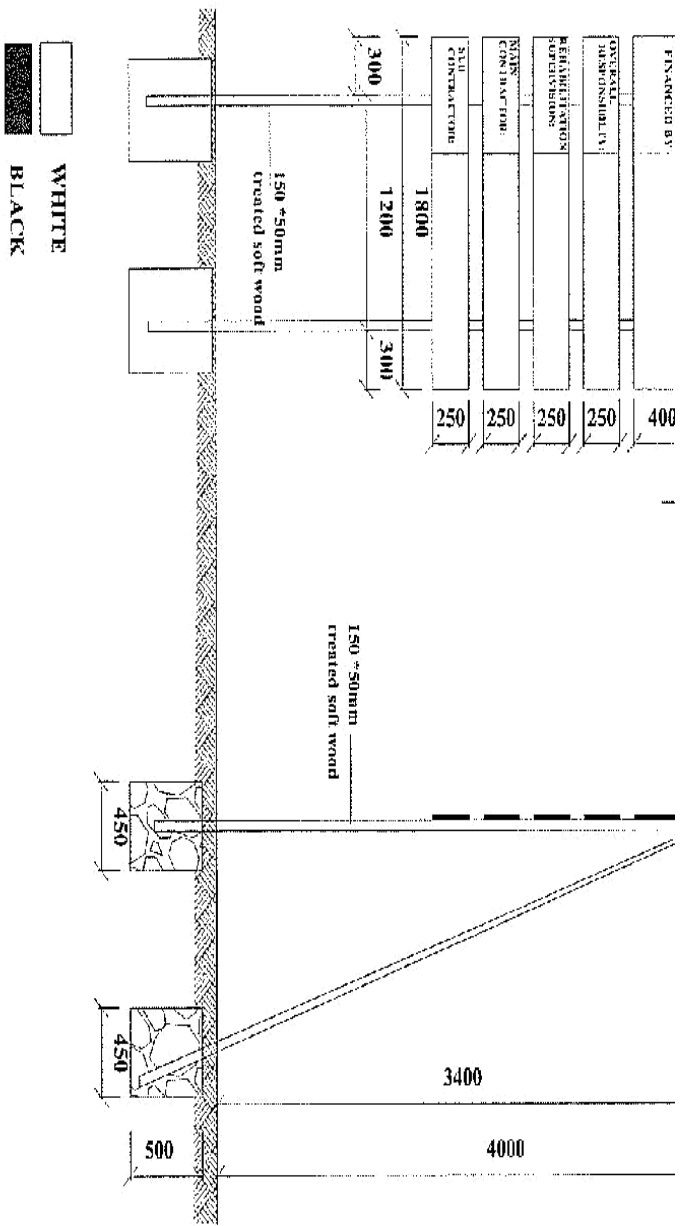 FINANCED BY
OVERALL
RESPONSIBILTY:
REHABILITATION
SUPERVISION:
MAIN
CONTRACTOR:
SUB
CONTRACTOR:
400
250
250
250
250
300
1200
300
1800
150 *50mm
treated soft wood
150 *50mm
treated soft wood
3400
4000
450
450
500
WHITE
BLACK